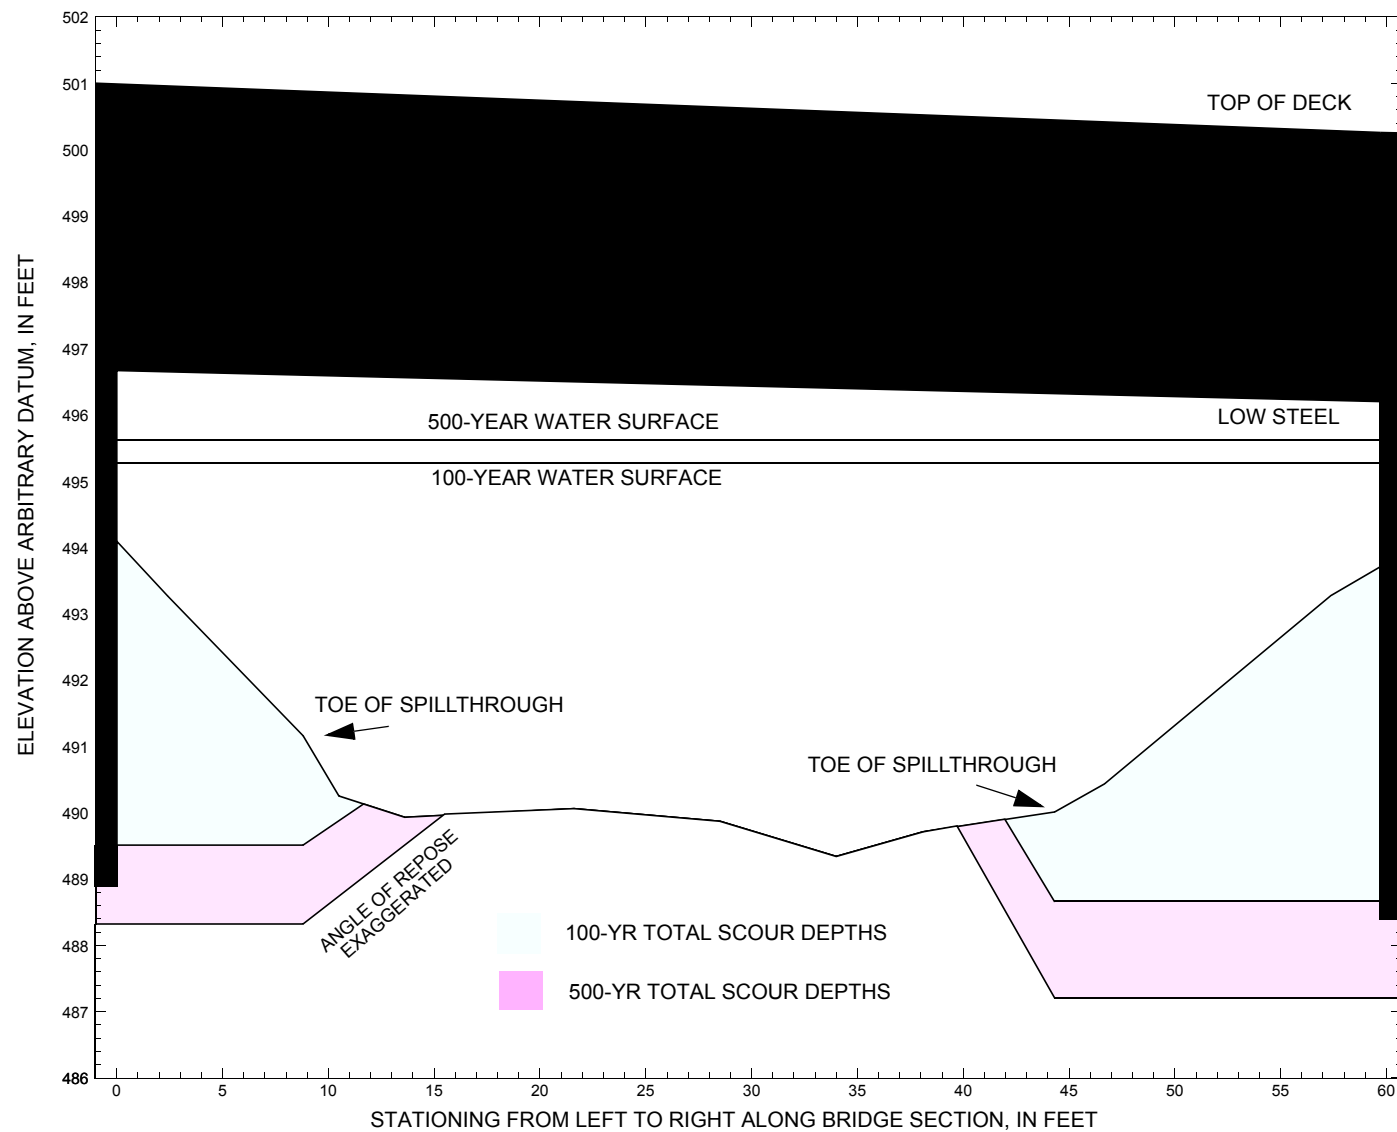 502
501
500
499
498
497
496
495
494
493
492
491
490
489
488
487
486
ELEVATION ABOVE ARBITRARY DATUM, IN FEET
TOP OF DECK
LOW STEEL
500-YEAR WATER SURFACE
100-YEAR WATER SURFACE
TOE OF SPILLTHROUGH
TOE OF SPILLTHROUGH
ANGLE OF REPOSE
EXAGGERATED
100-YR TOTAL SCOUR DEPTHS
500-YR TOTAL SCOUR DEPTHS
0 5 10 15 20 25 30 35 40 45 50 55 60
STATIONING FROM LEFT TO RIGHT ALONG BRIDGE SECTION, IN FEET